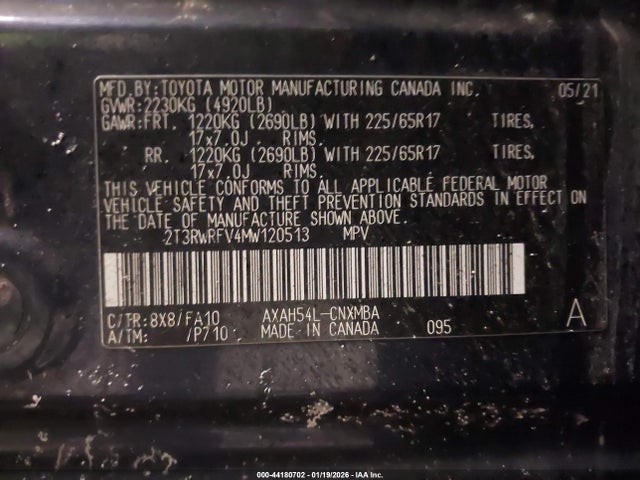 MFD.BY:TOYOTA MOTOR MANUFACTURING CANADA INC. 05/21
GVWR:2230KG (4920LB)
GAWR:FRT. 1220KG (2690LB) WITH 225/65R17 TIRES,
17x7.0J RIMS.
RR. 1220KG (2690LB) WITH 225/65R17 TIRES,
17x7.0J RIMS.
THIS VEHICLE CONFORMS TO ALL APPLICABLE FEDERAL MOTOR
VEHICLE SAFETY AND THEFT PREVENTION STANDARDS IN EFFECT ON
THE DATE OF MANUFACTURE SHOWN ABOVE.
2T3RWRFV4MW120513 MPV
C/TR:8X8/FA10 AXAH54L-CNXMBA A
A/TM: /P710 MADE IN CANADA 095
000-44180702 - 01/19/2026 - IAA Inc.